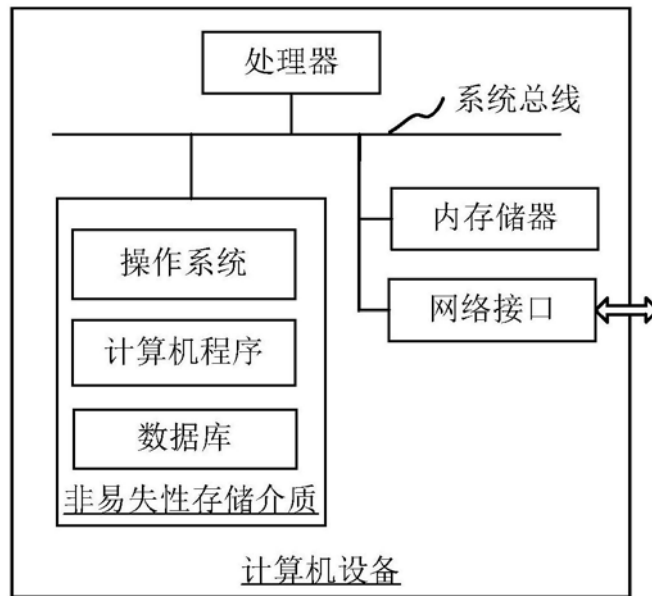 处理器
系统总线
内存储器
操作系统
网络接口
计算机程序
数据库
非易失性存储介质
计算机设备